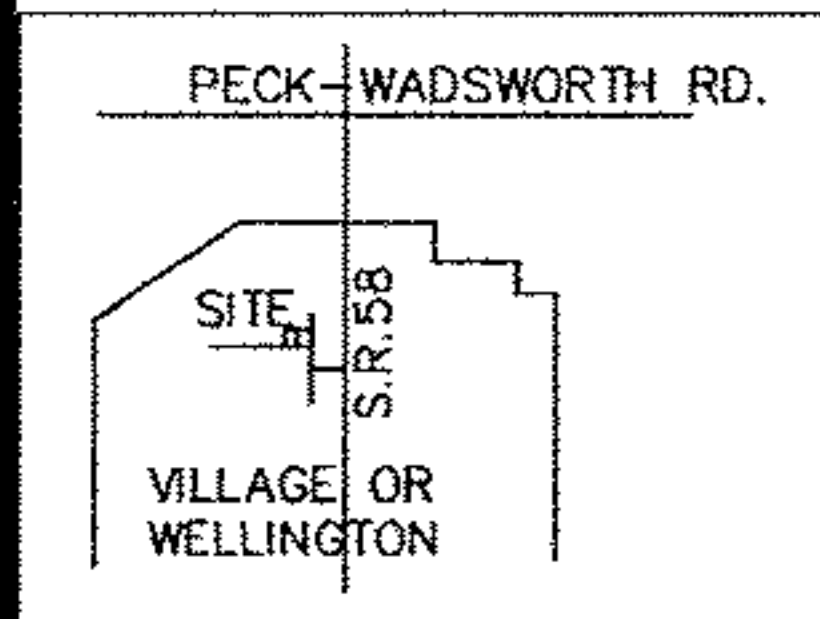 PECK-WADSWORTH RD.
SITE
S.R.58
VILLAGE OR
WELLINGTON